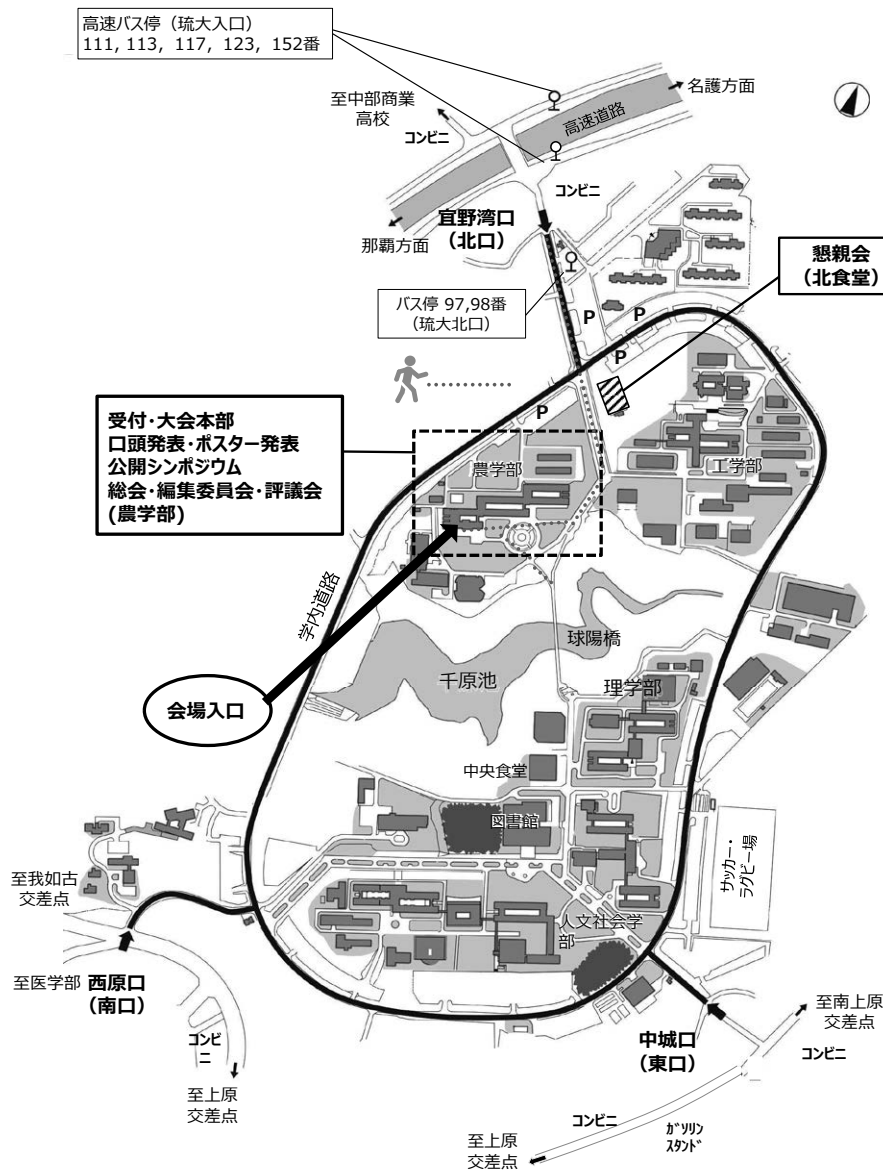 高速バス停（琉大入口）
111, 113, 117, 123, 152番
名護方面
至中部商業
高校
コンビニ
高速道路
コンビニ
宜野湾口
（北口）
那覇方面
懇親会
（北食堂）
バス停 97,98番
（琉大北口）
P
P
P
P
受付・大会本部
口頭発表・ポスター発表
公開シンポジウム
総会・編集委員会・評議会
(農学部)
農学部
工学部
学内道路
球陽橋
千原池
理学部
会場入口
中央食堂
図書館
サッカー・
ラグビー場
至我如古
交差点
人文社会学
部
至医学部
西原口
（南口）
至南上原
交差点
中城口
（東口）
コンビニ
コンビ
ニ
至上原
交差点
コンビニ
ｶﾞｿﾘﾝ
ｽﾀﾝﾄﾞ
至上原
交差点